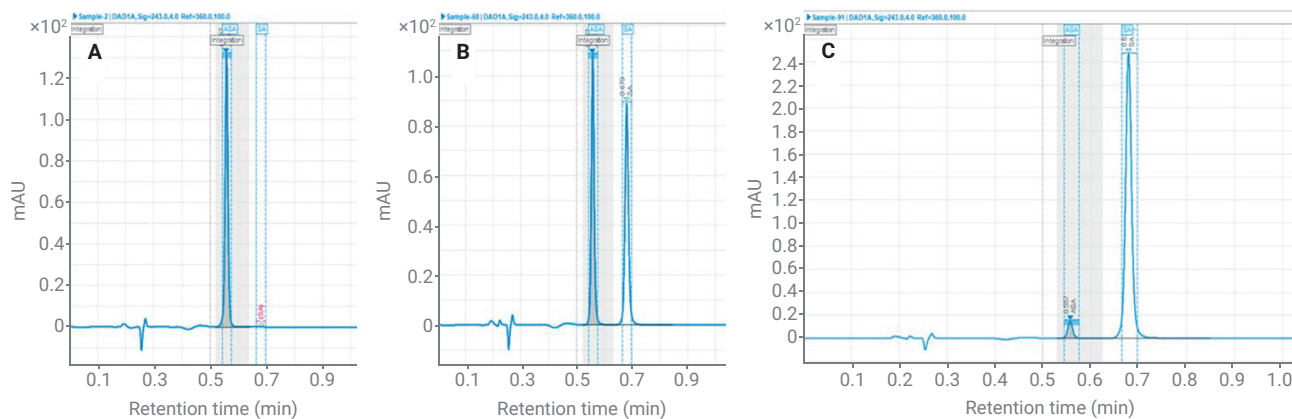 Sample-2 | DAD1A,Sig=243.0,4.0 Ref=360.0,100.0
×10²
Integration
ASA
SA
Integration
A
1.2
1.0
0.8
0.6
0.4
0.2
0
mAU
0.1 0.3 0.5 0.7 0.9
Retention time (min)
Sample-68 | DAD1A,Sig=243.0,4.0 Ref=360.0,100.0
×10²
Integration
ASA
SA
Integration
B
0.679
SA
1.0
0.8
0.6
0.4
0.2
0
mAU
0.1 0.3 0.5 0.7 0.9
Retention time (min)
Sample-91 | DAD1A,Sig=243.0,4.0 Ref=360.0,100.0
×10²
Integration
ASA
SA
Integration
C
SA
ASA
2.4
2.2
2.0
1.8
1.6
1.4
1.2
1.0
0.8
0.6
0.4
0.2
0
mAU
0.1 0.2 0.3 0.4 0.5 0.6 0.7 0.8 0.9 1.0
Retention time (min)